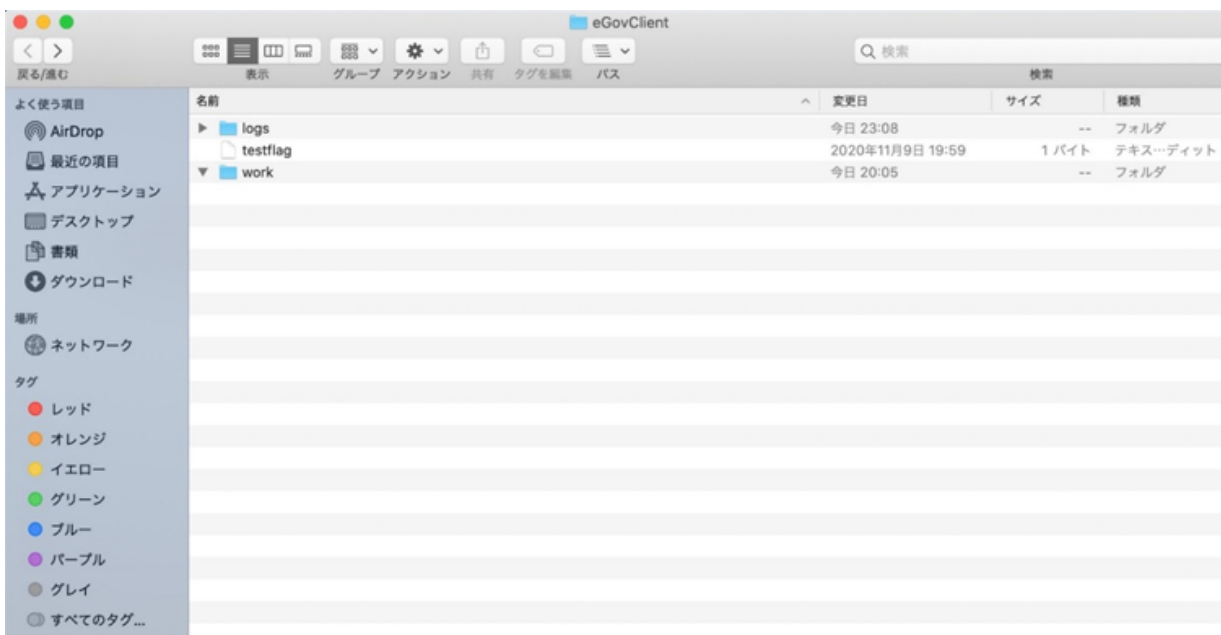 eGovClient
戻る/進む
表示
グループ
アクション
共有
タグを編集
パス
検索
検索
よく使う項目
AirDrop
最近の項目
アプリケーション
デスクトップ
書類
ダウンロード
場所
ネットワーク
タグ
レッド
オレンジ
イエロー
グリーン
ブルー
パープル
グレイ
すべてのタグ...
名前 変更日 サイズ 種類
logs 今日 23:08 -- フォルダ
testflag 2020年11月9日 19:59 1 バイト テキス…ディット
work 今日 20:05 -- フォルダ